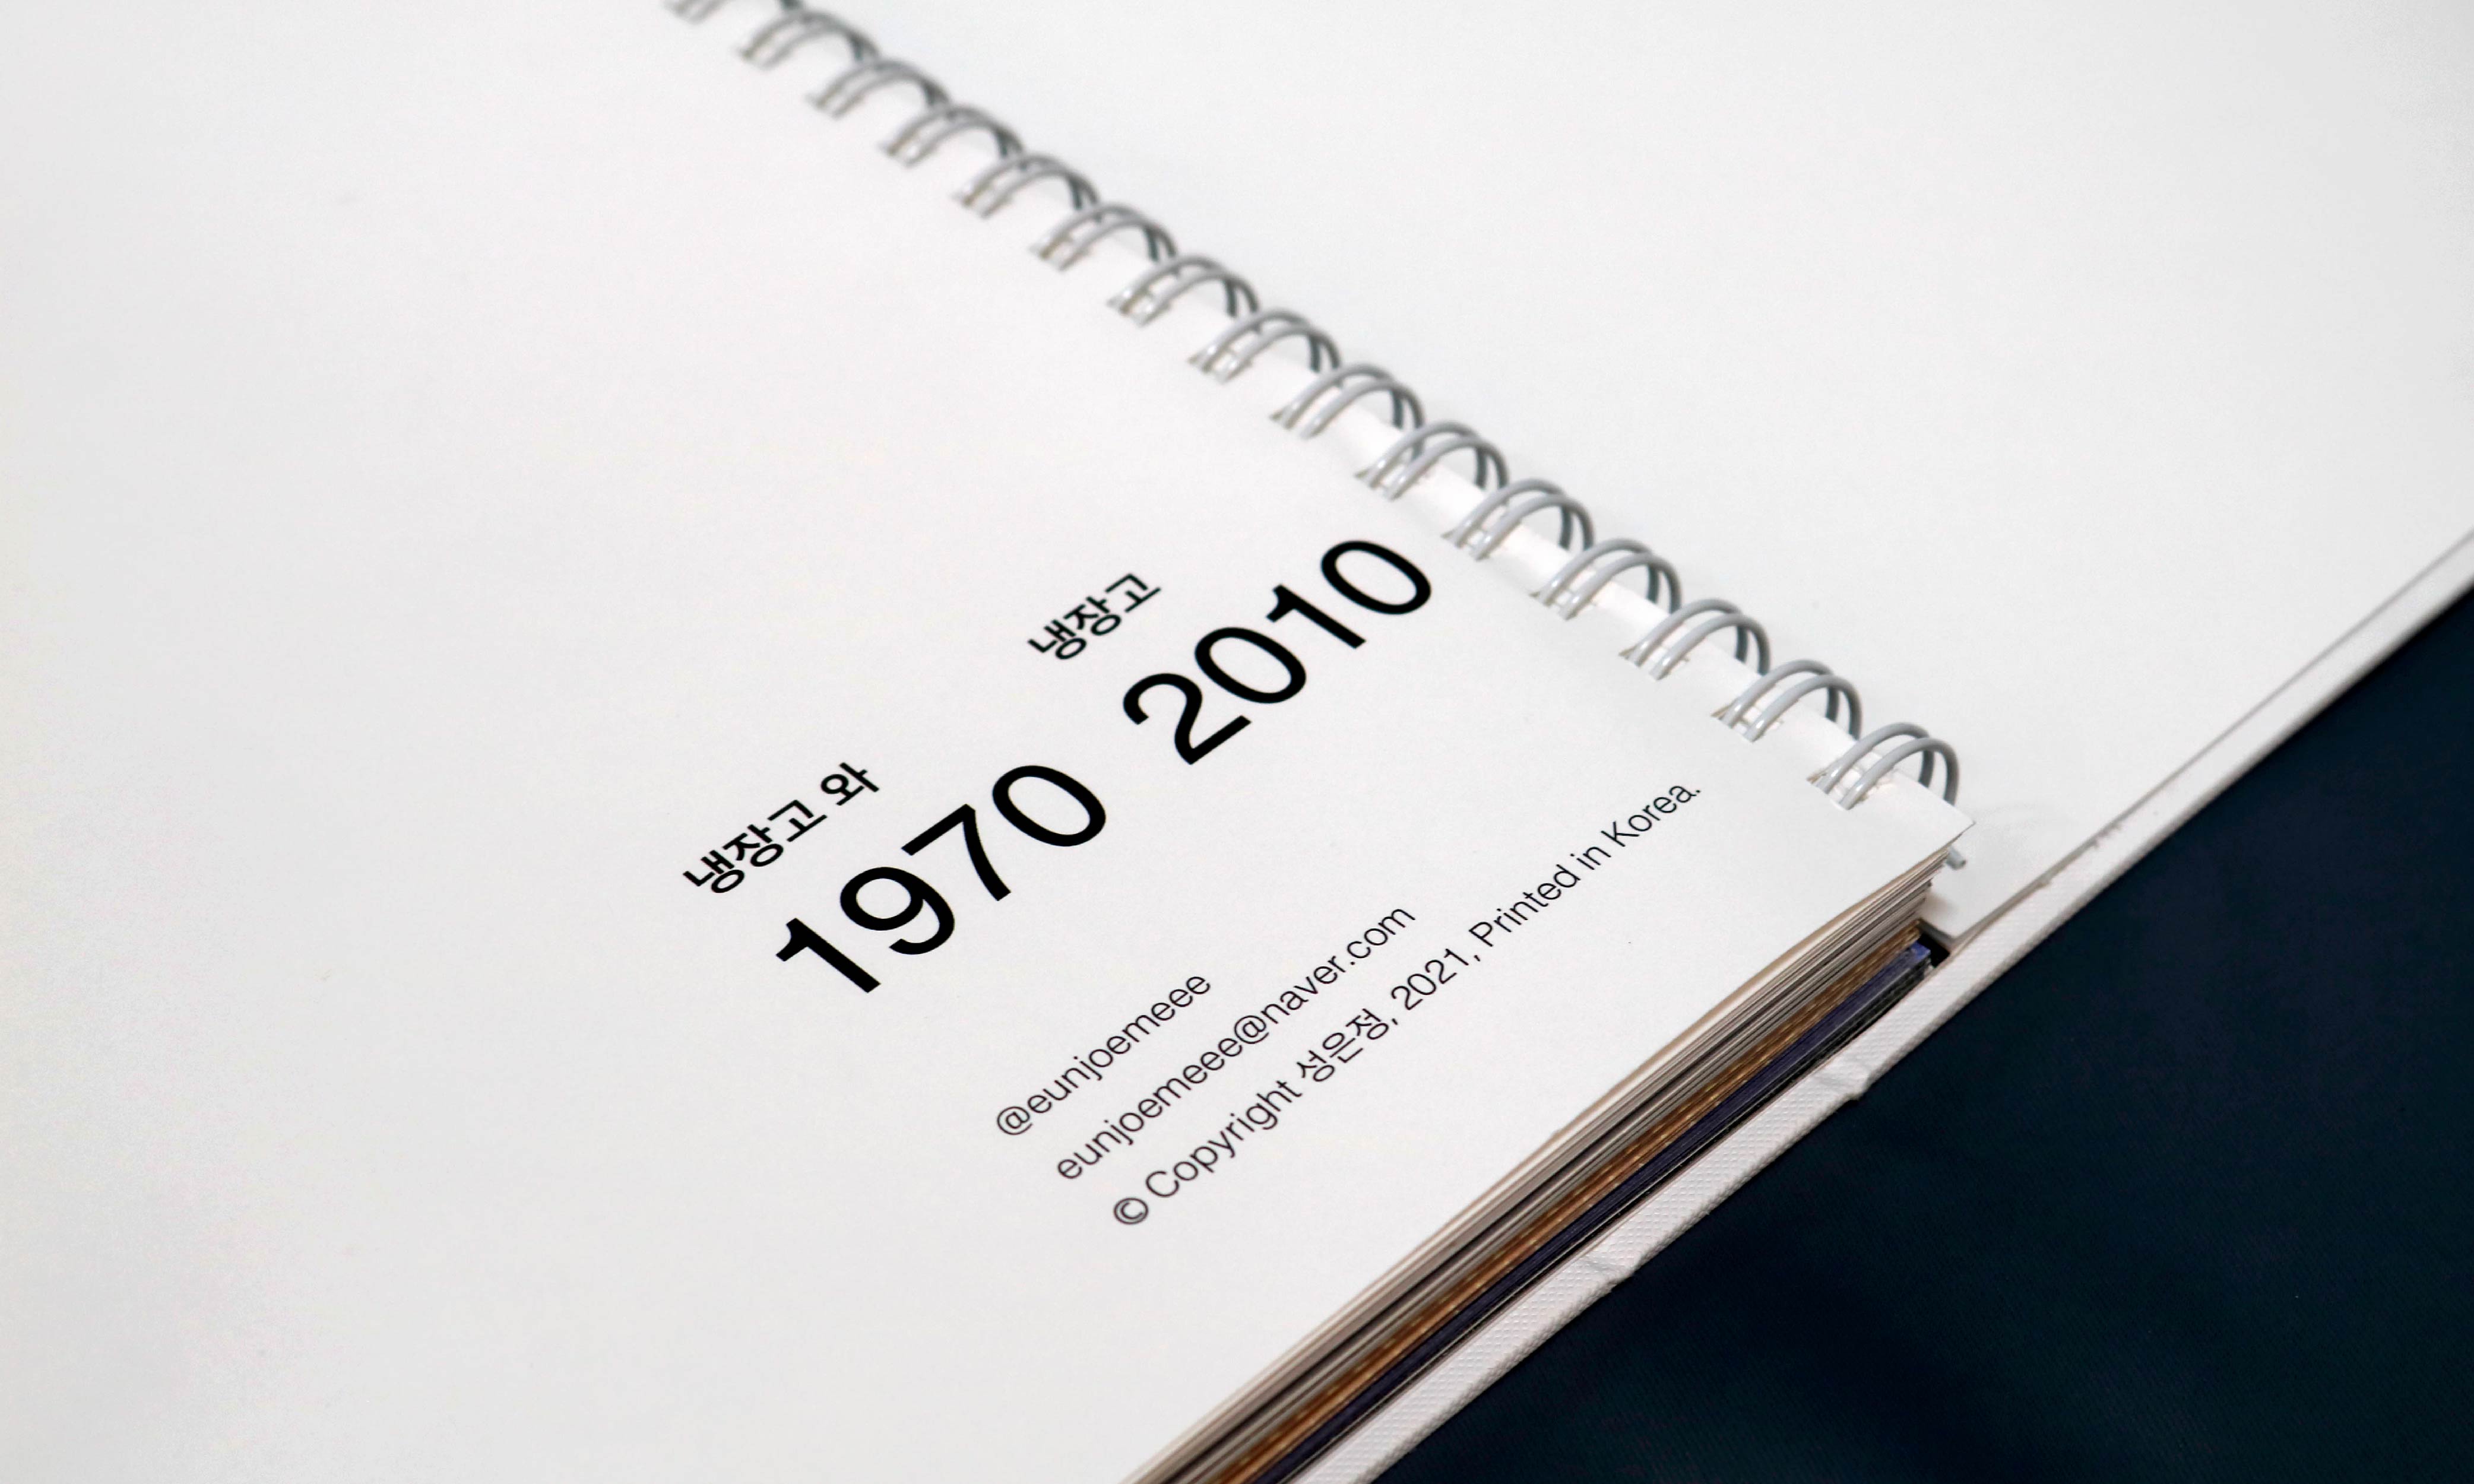 냉장고 와 냉장고
1970 2010
@eunjoemeee
eunjoemeee@naver.com
© Copyright 성은정, 2021, Printed in Korea.